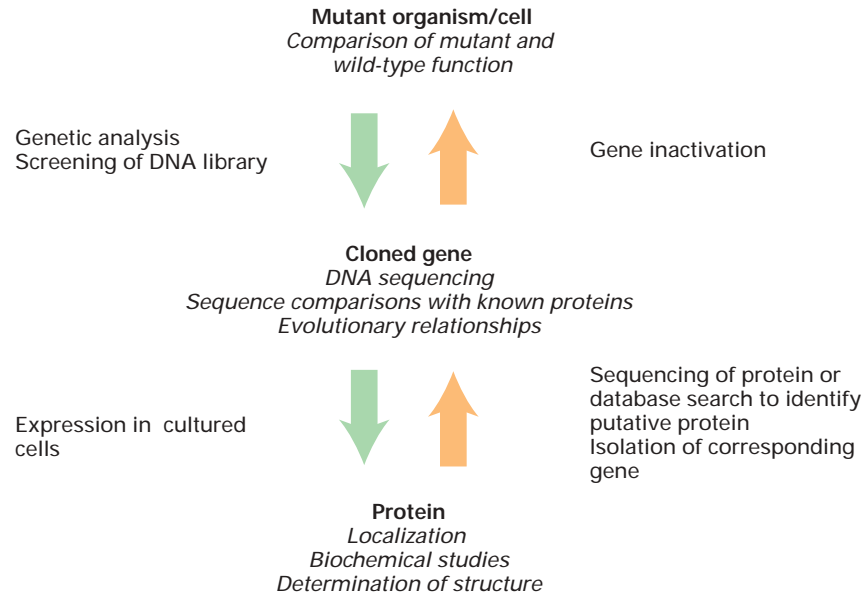 Mutant organism/cell
Comparison of mutant and
wild-type function
Genetic analysis
Screening of DNA library
Gene inactivation
Cloned gene
DNA sequencing
Sequence comparisons with known proteins
Evolutionary relationships
Expression in cultured
cells
Sequencing of protein or
database search to identify
putative protein
Isolation of corresponding
gene
Protein
Localization
Biochemical studies
Determination of structure